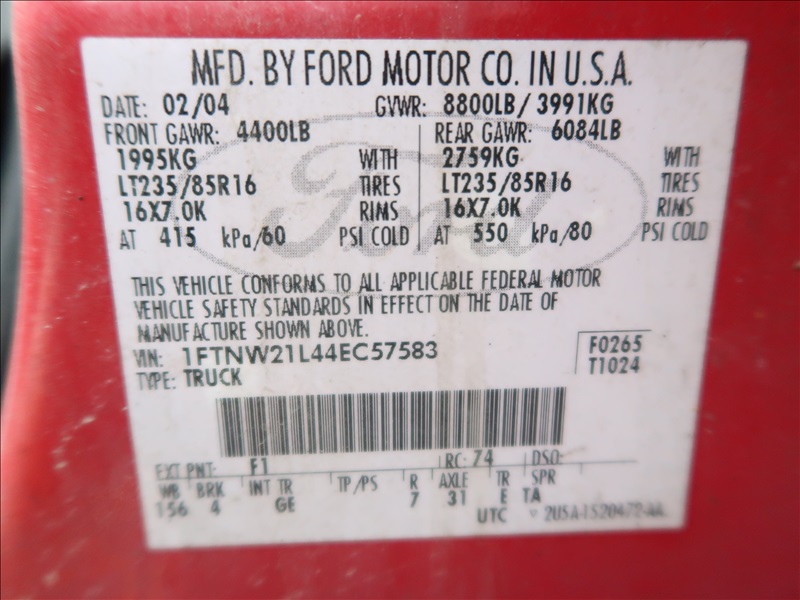 MFD. BY FORD MOTOR CO. IN U.S.A.
DATE: 02/04 GVWR: 8800LB/ 3991KG
FRONT GAWR: 4400LB REAR GAWR: 6084LB
1995KG WITH 2759KG WITH
LT235/85R16 TIRES LT235/85R16 TIRES
16X7.0K RIMS 16X7.0K RIMS
AT 415 kPa/60 PSI COLD AT 550 kPa/80 PSI COLD
Ford
THIS VEHICLE CONFORMS TO ALL APPLICABLE FEDERAL MOTOR
VEHICLE SAFETY STANDARDS IN EFFECT ON THE DATE OF
MANUFACTURE SHOWN ABOVE.
VIN: 1FTNW21L44EC57583 F0265
TYPE: TRUCK T1024
EXT PNT: F1 RC: 74 DSO:
WB BRK INT TR TP/PS R AXLE TR SPR
156 4 GE 7 31 E TA
UTC